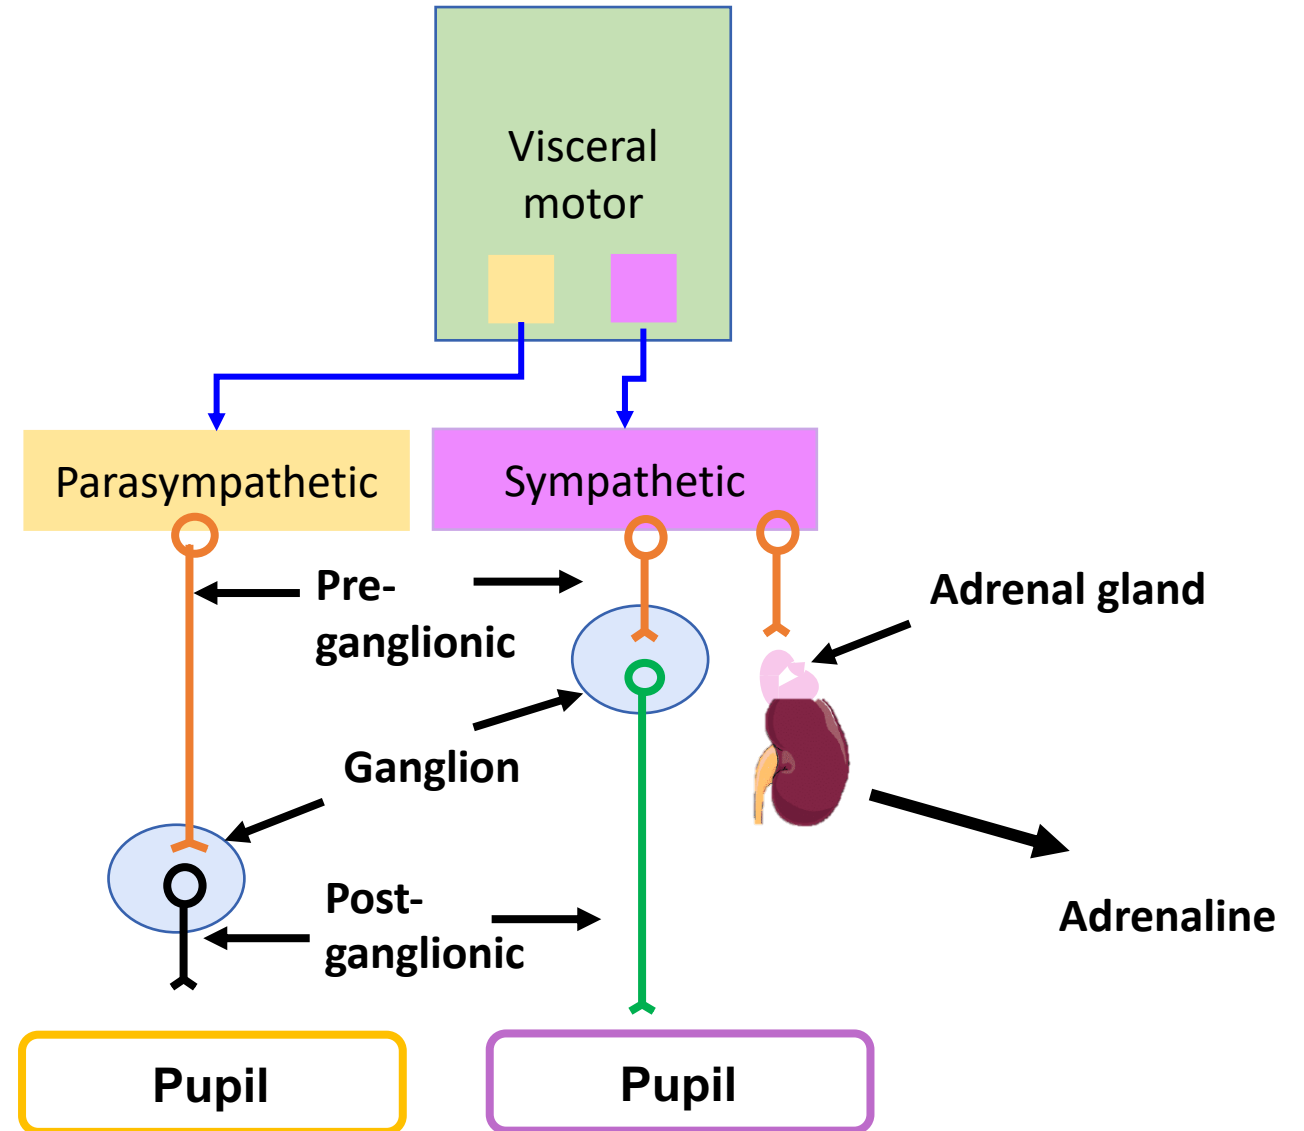 Visceral
motor
Parasympathetic
Sympathetic
Pre-
ganglionic
Adrenal gland
Ganglion
Post-
ganglionic
Adrenaline
Pupil
Pupil